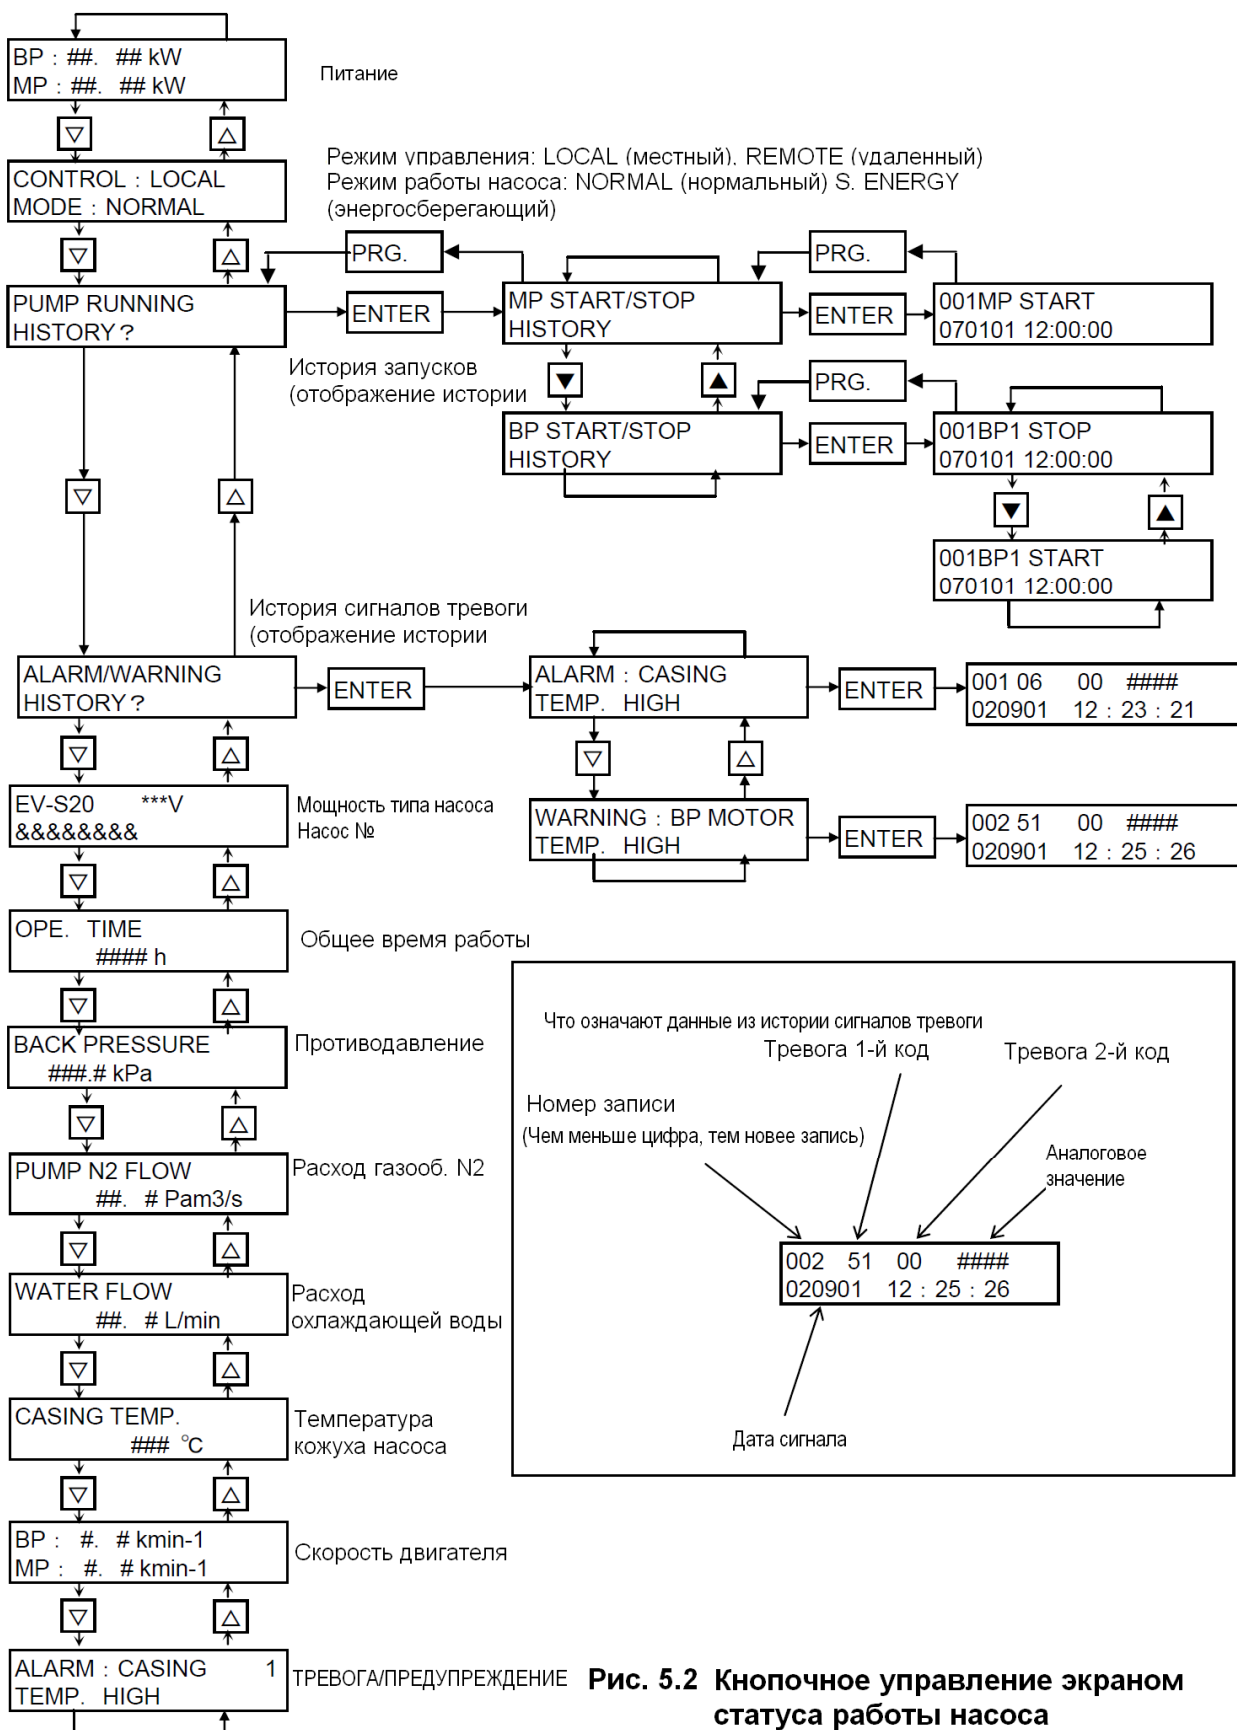 BP : ##. ## kW
MP : ##. ## kW
Питание
▽ △
CONTROL : LOCAL
MODE : NORMAL
Режим управления: LOCAL (местный), REMOTE (удаленный)
Режим работы насоса: NORMAL (нормальный) S. ENERGY
(энергосберегающий)
▽ △
PRG.
PRG.
PUMP RUNNING
HISTORY ?
ENTER
MP START/STOP
HISTORY
ENTER
001MP START
070101 12:00:00
История запусков
(отображение истории
▼ ▲
PRG.
BP START/STOP
HISTORY
ENTER
001BP1 STOP
070101 12:00:00
▽ △
▼ ▲
001BP1 START
070101 12:00:00
История сигналов тревоги
(отображение истории
ALARM/WARNING
HISTORY ?
ENTER
ALARM : CASING
TEMP. HIGH
ENTER
001 06 00 ####
020901 12 : 23 : 21
▽ △
▽ △
EV-S20 ***V
&&&&&&&&
Мощность типа насоса
Насос №
WARNING : BP MOTOR
TEMP. HIGH
ENTER
002 51 00 ####
020901 12 : 25 : 26
▽ △
OPE. TIME
#### h
Общее время работы
▽ △
BACK PRESSURE
###.# kPa
Противодавление
▽ △
PUMP N2 FLOW
##. # Pam3/s
Расход газооб. N2
▽ △
WATER FLOW
##. # L/min
Расход
охлаждающей воды
▽ △
CASING TEMP.
### °C
Температура
кожуха насоса
▽ △
BP : #. # kmin-1
MP : #. # kmin-1
Скорость двигателя
▽ △
ALARM : CASING 1
TEMP. HIGH
ТРЕВОГА/ПРЕДУПРЕЖДЕНИЕ
Что означают данные из истории сигналов тревоги
Тревога 1-й код
Тревога 2-й код
Номер записи
(Чем меньше цифра, тем новее запись)
Аналоговое
значение
002 51 00 ####
020901 12 : 25 : 26
Дата сигнала
Рис. 5.2 Кнопочное управление экраном
статуса работы насоса